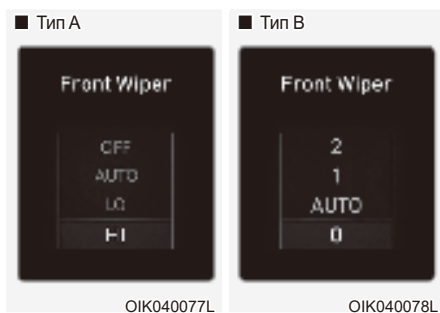 ■ Тип A
Front Wiper
OFF
AUTO
LO
HI
OIK040077L
■ Тип B
Front Wiper
2
1
AUTO
0
OIK040078L